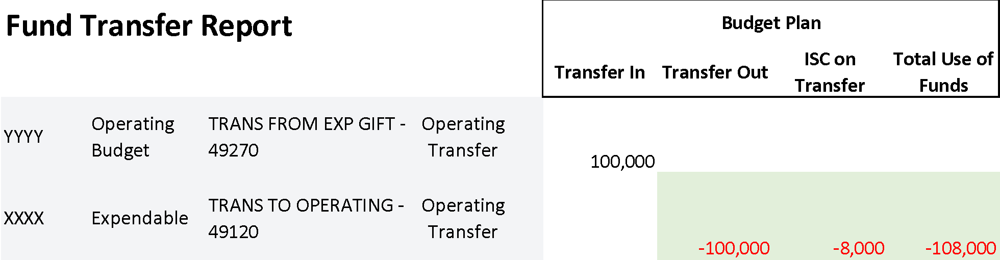 Fund Transfer Report
Budget Plan
Transfer In Transfer Out ISC on Transfer Total Use of Funds
YYYY Operating Budget TRANS FROM EXP GIFT - 49270 Operating Transfer 100,000
XXXX Expendable TRANS TO OPERATING - 49120 Operating Transfer -100,000 -8,000 -108,000